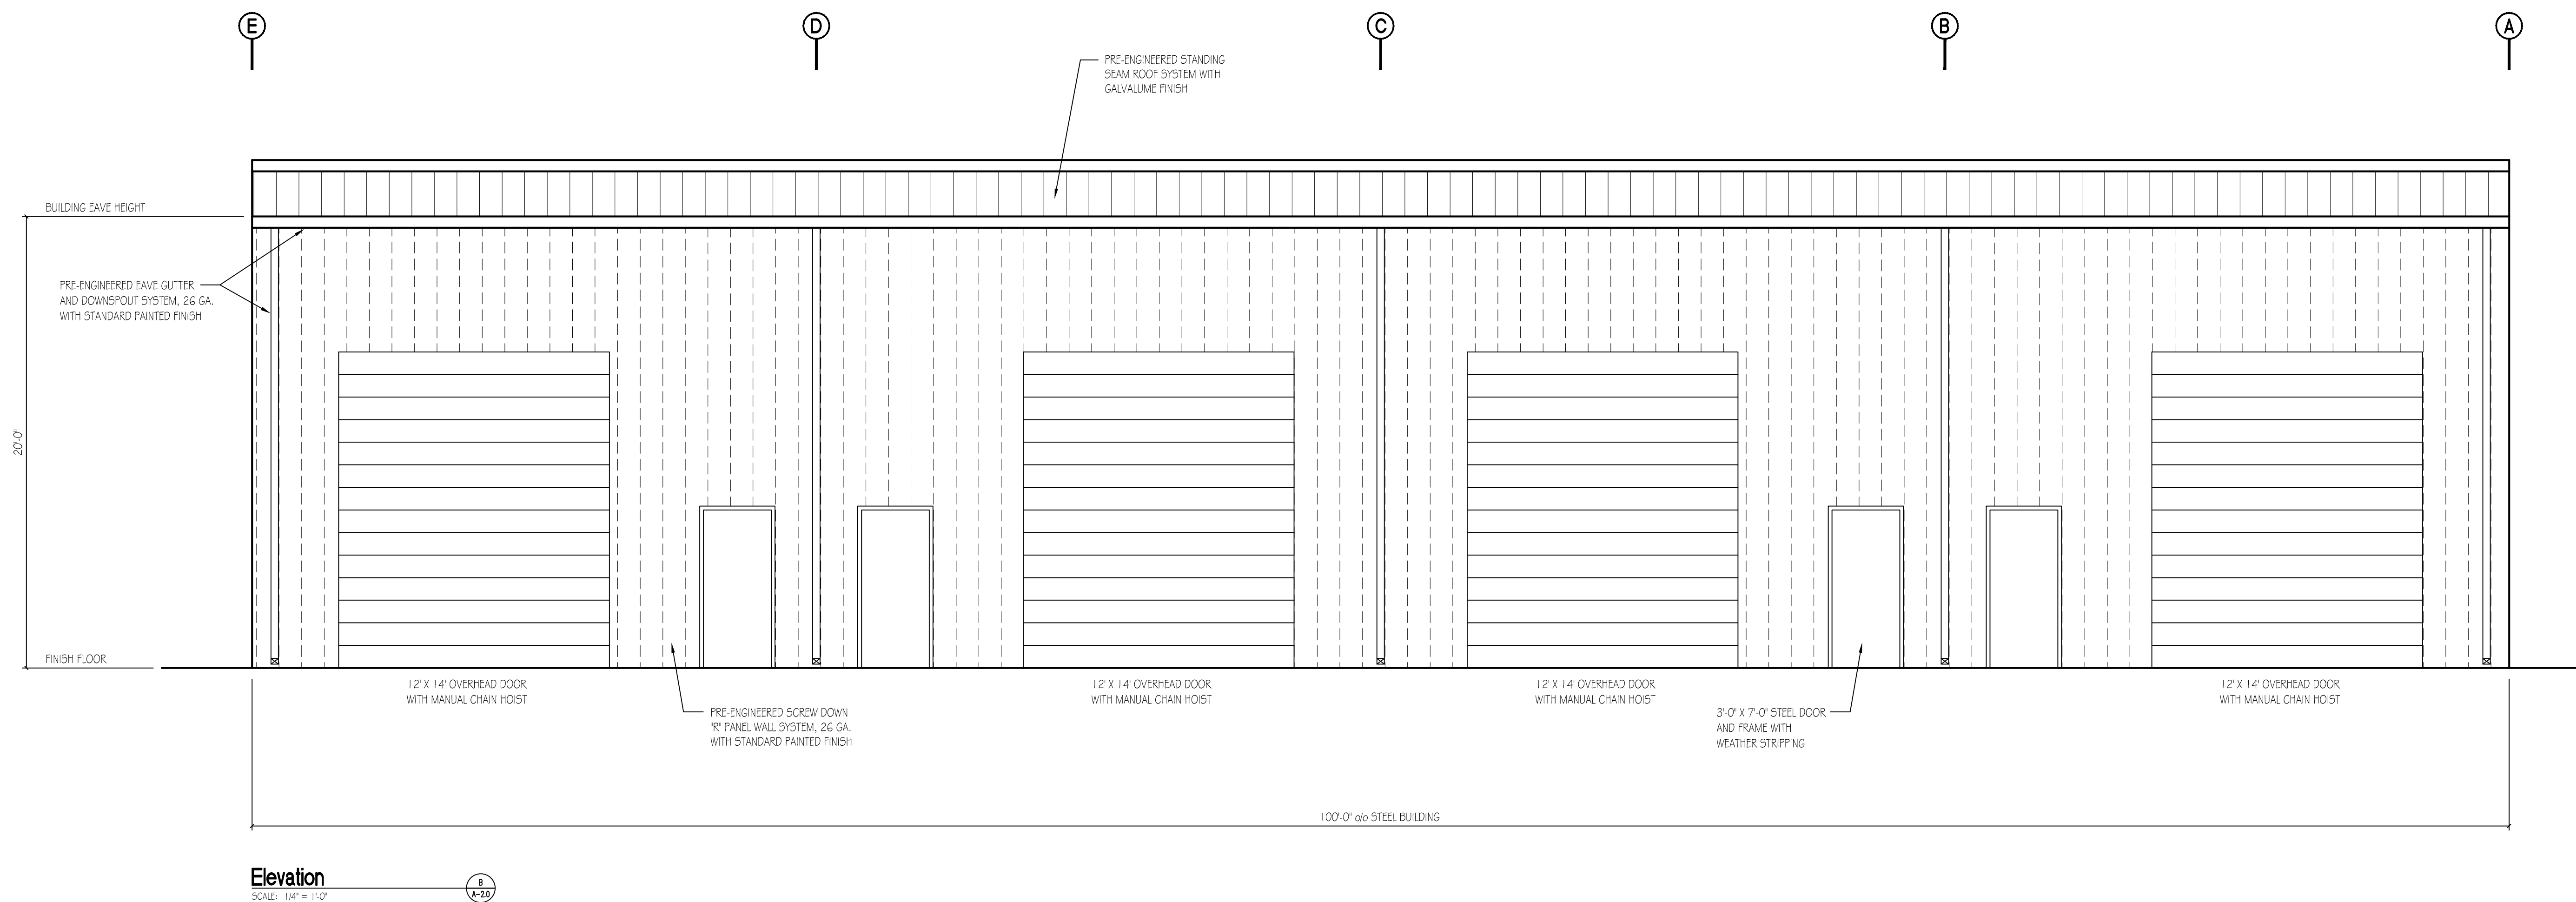 E
D
C
B
A
PRE-ENGINEERED STANDING
SEAM ROOF SYSTEM WITH
GALVALUME FINISH
BUILDING EAVE HEIGHT
PRE-ENGINEERED EAVE GUTTER
AND DOWNSPOUT SYSTEM, 26 GA.
WITH STANDARD PAINTED FINISH
20'-0"
FINISH FLOOR
12' X 14' OVERHEAD DOOR
WITH MANUAL CHAIN HOIST
12' X 14' OVERHEAD DOOR
WITH MANUAL CHAIN HOIST
12' X 14' OVERHEAD DOOR
WITH MANUAL CHAIN HOIST
12' X 14' OVERHEAD DOOR
WITH MANUAL CHAIN HOIST
PRE-ENGINEERED SCREW DOWN
"R" PANEL WALL SYSTEM, 26 GA.
WITH STANDARD PAINTED FINISH
3'-0" X 7'-0" STEEL DOOR
AND FRAME WITH
WEATHER STRIPPING
100'-0" o/o STEEL BUILDING
Elevation
SCALE: 1/4" = 1'-0"
B
A-2.0